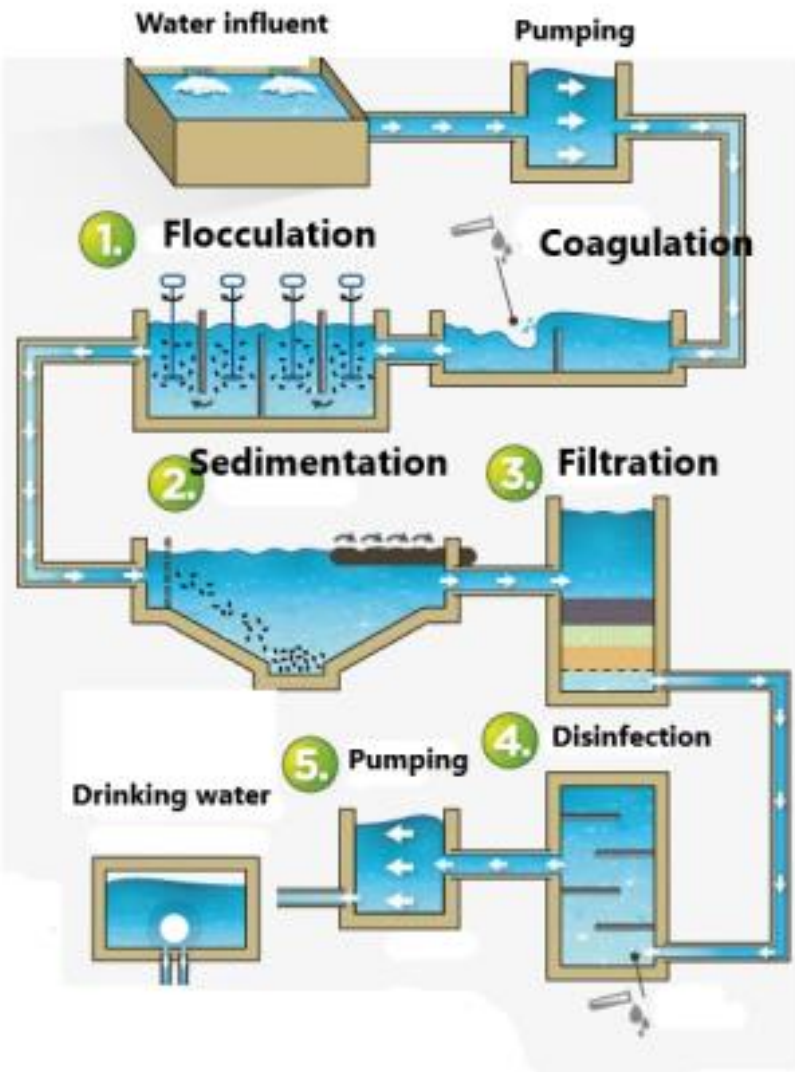 Water influent
Pumping
1. Flocculation
Coagulation
2. Sedimentation
3. Filtration
4. Disinfection
5. Pumping
Drinking water